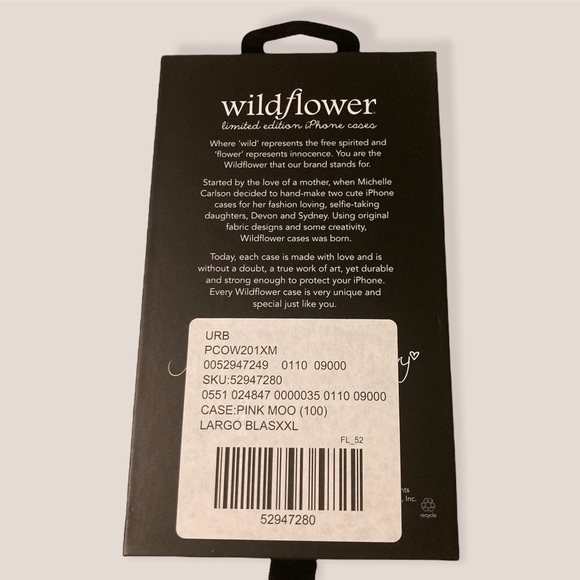 wildflower
limited edition iPhone cases
Where 'wild' represents the free spirited and
'flower' represents innocence. You are the
Wildflower that our brand stands for.
Started by the love of a mother, when Michelle
Carlson decided to hand-make two cute iPhone
cases for her fashion loving, selfie-taking
daughters, Devon and Sydney. Using original
fabric designs and some creativity,
Wildflower cases was born.
Today, each case is made with love and is
without a doubt, a true work of art, yet durable
and strong enough to protect your iPhone.
Every Wildflower case is very unique and
special just like you.
URB
PCOW201XM
0052947249 0110 09000
SKU:52947280
0551 024847 0000035 0110 09000
CASE:PINK MOO (100)
LARGO BLASXXL
FL_52
52947280
Inc.
recycle